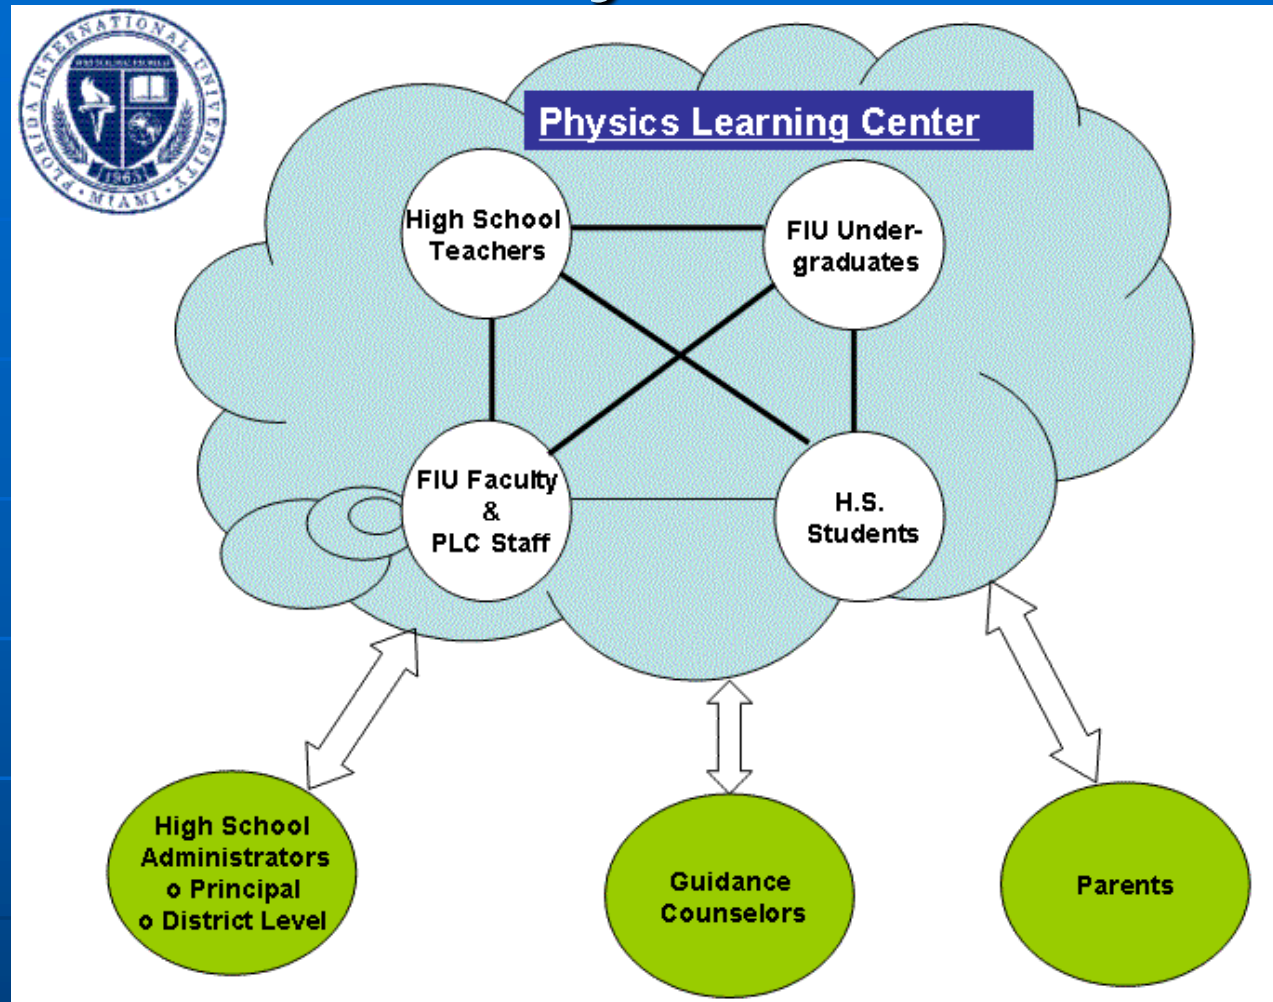 FLORIDA INTERNATIONAL UNIVERSITY
MIAMI
1965
Physics Learning Center
High School
Teachers
FIU Under-
graduates
FIU Faculty
&
PLC Staff
H.S.
Students
High School
Administrators
o Principal
o District Level
Guidance
Counselors
Parents